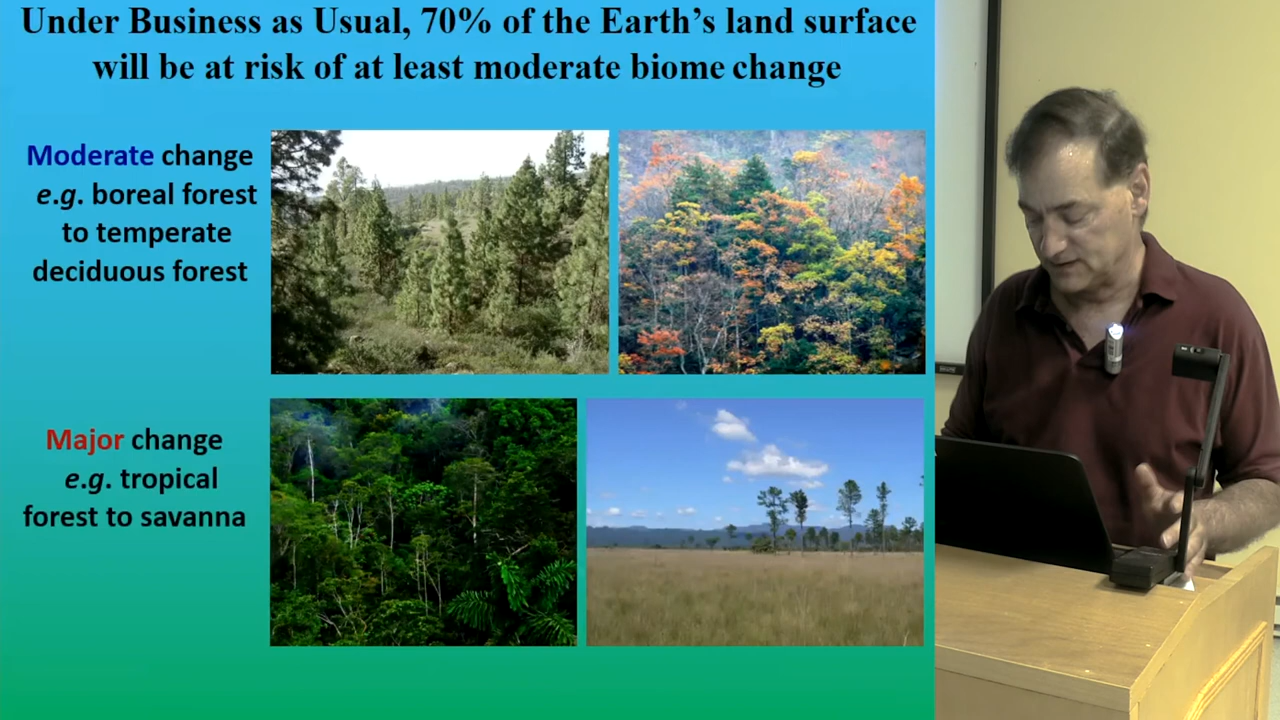 Under Business as Usual, 70% of the Earth's land surface
will be at risk of at least moderate biome change
Moderate change
e.g. boreal forest
to temperate
deciduous forest
Major change
e.g. tropical
forest to savanna